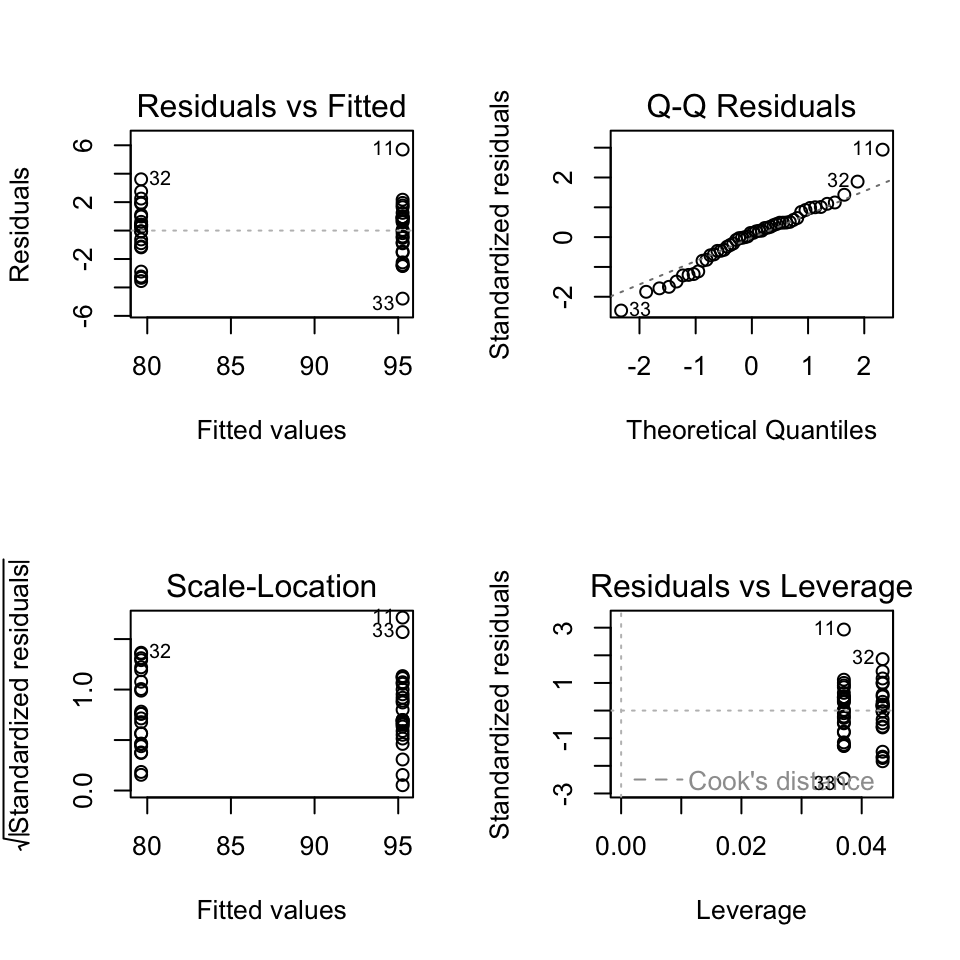 Residuals vs Fitted
Residuals
6
2
-2
-6
11
32
33
80 85 90 95
Fitted values
Q-Q Residuals
Standardized residuals
2
0
-2
11
32
33
-2 -1 0 1 2
Theoretical Quantiles
Scale-Location
√|Standardized residuals|
1.0
0.0
11
33
32
80 85 90 95
Fitted values
Residuals vs Leverage
Standardized residuals
3
1
-1
-3
11
32
33
Cook's distance
0.00 0.02 0.04
Leverage